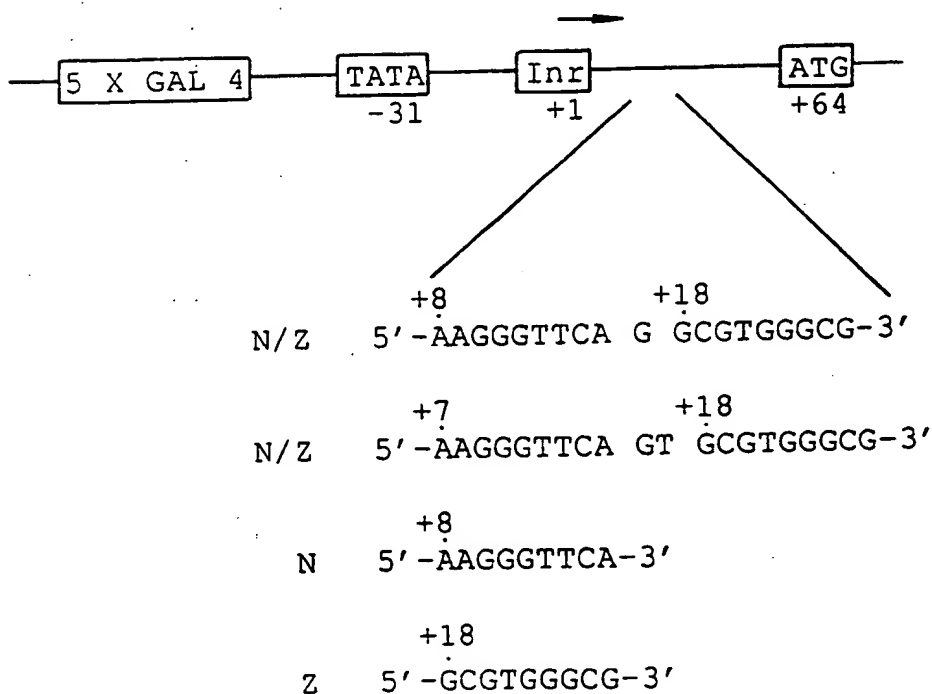 5 X GAL 4 TATA Inr ATG
-31 +1 +64
+8 +18
N/Z 5'-AAGGGTTCA G GCGTGGGCG-3'
+7 +18
N/Z 5'-AAGGGTTCA GT GCGTGGGCG-3'
+8
N 5'-AAGGGTTCA-3'
+18
Z 5'-GCGTGGGCG-3'